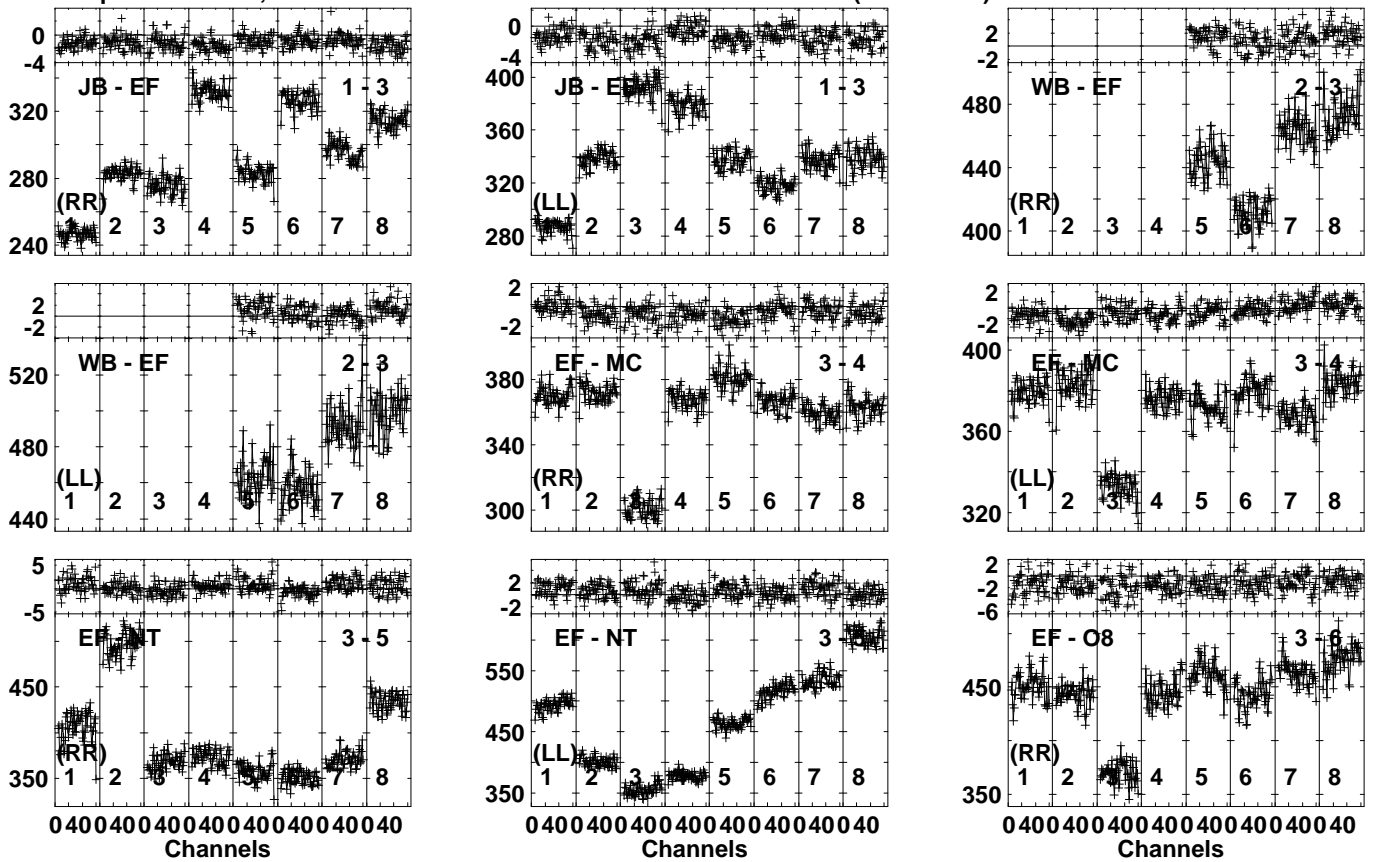 0
-4
320
280
240
JB - EF 1 - 3
(RR)
1 2 3 4 5 6 7 8
0
-4
400
360
320
280
JB - EF 1 - 3
(LL)
1 2 3 4 5 6 7 8
2
-2
480
440
400
WB - EF 2 - 3
(RR)
1 2 3 4 5 6 7 8
2
-2
520
480
440
WB - EF 2 - 3
(LL)
1 2 3 4 5 6 7 8
2
-2
380
340
300
EF - MC 3 - 4
(RR)
1 2 3 4 5 6 7 8
2
-2
400
360
320
EF - MC 3 - 4
(LL)
1 2 3 4 5 6 7 8
5
-5
450
350
EF - NT 3 - 5
(RR)
1 2 3 4 5 6 7 8
2
-2
550
450
350
EF - NT 3 - 5
(LL)
1 2 3 4 5 6 7 8
2
-2
-6
450
350
EF - O8 3 - 6
(RR)
1 2 3 4 5 6 7 8
0 40 0 40 0 40 0 40 0 40 0 40 0 40 0 40
Channels
0 40 0 40 0 40 0 40 0 40 0 40 0 40 0 40
Channels
0 40 0 40 0 40 0 40 0 40 0 40 0 40 0 40
Channels